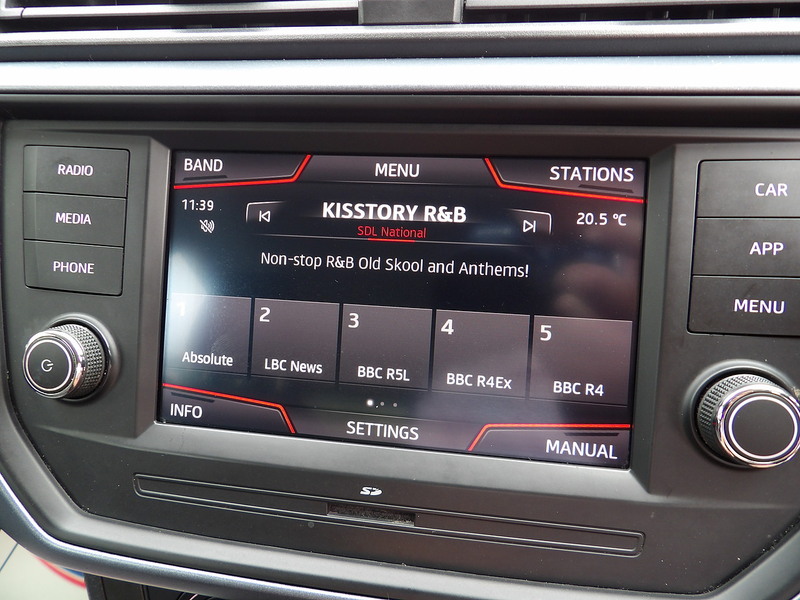 RADIO
MEDIA
PHONE
BAND
MENU
STATIONS
11:39
KISSTORY R&B
SDL National
20.5 °C
Non-stop R&B Old Skool and Anthems!
1
Absolute
2
LBC News
3
BBC R5L
4
BBC R4Ex
5
BBC R4
INFO
SETTINGS
MANUAL
CAR
APP
MENU
SD